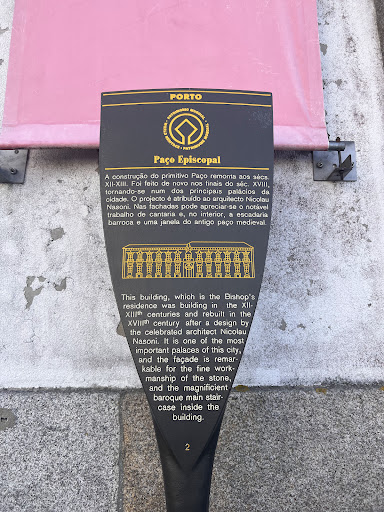 PORTO
Paço Episcopal
A construção do primitivo Paço remonta aos sécs.
XII-XIII. Foi feito de novo nos finais do séc. XVIII,
tornando-se num dos principais palácios da
cidade. O projecto é atribuído ao arquitecto Nicolau
Nasoni. Nas fachadas pode apreciar-se o notável
trabalho de cantaria e, no interior, a escadaria
barroca e uma janela do antigo paço medieval.
This building, which is the Bishop's
residence was building in the XII-
XIIIth centuries and rebuilt in the
XVIIIth century after a design by
the celebrated architect Nicolau
Nasoni. It is one of the most
important palaces of this city,
and the façade is remar-
kable for the fine work-
manship of the stone,
and the magnificient
baroque main stair-
case inside the
building.
2